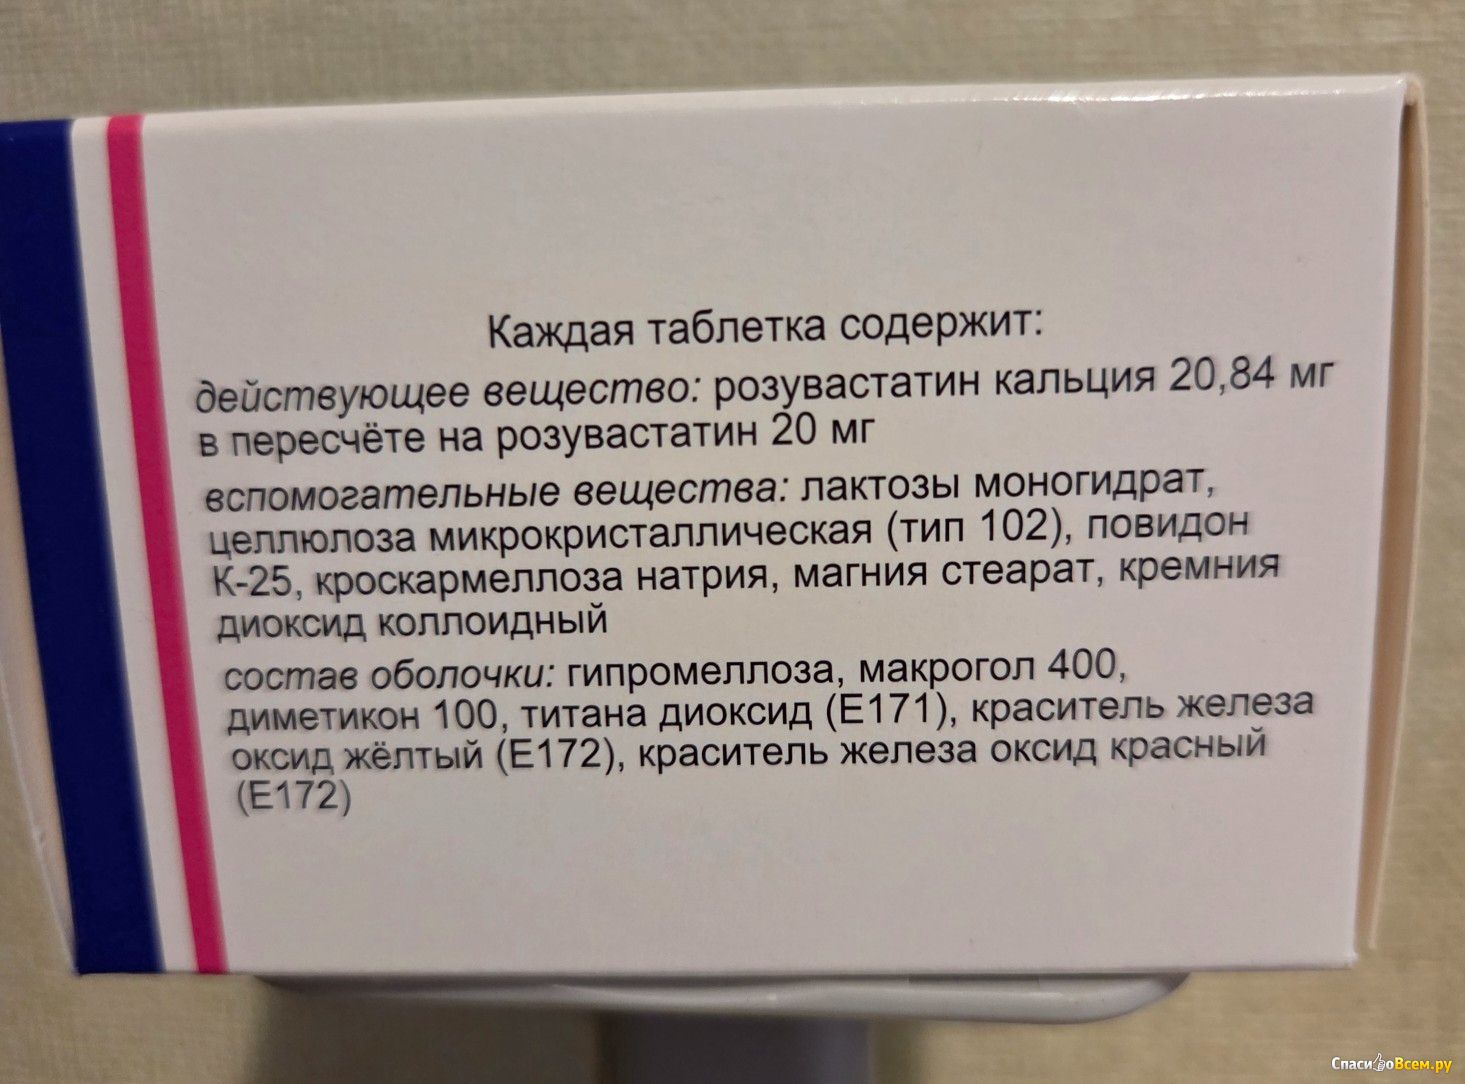 Каждая таблетка содержит:
действующее вещество: розувастатин кальция 20,84 мг
в пересчёте на розувастатин 20 мг
вспомогательные вещества: лактозы моногидрат,
целлюлоза микрокристаллическая (тип 102), повидон
К-25, кроскармеллоза натрия, магния стеарат, кремния
диоксид коллоидный
состав оболочки: гипромеллоза, макрогол 400,
диметикон 100, титана диоксид (Е171), краситель железа
оксид жёлтый (Е172), краситель железа оксид красный
(Е172)
СпасибоВсем.ру